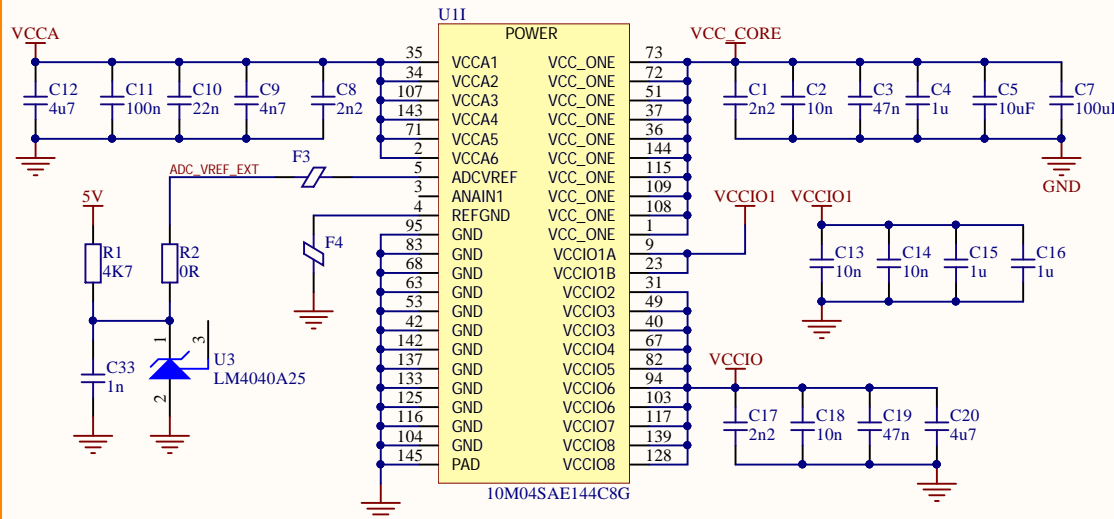 U1I
POWER
VCCA
C12
4u7
C11
100n
C10
22n
C9
4n7
C8
2n2
35 VCCA1 VCC_ONE 73
34 VCCA2 VCC_ONE 72
107 VCCA3 VCC_ONE 51
143 VCCA4 VCC_ONE 37
71 VCCA5 VCC_ONE 36
2 VCCA6 VCC_ONE 144
5 ADCVREF VCC_ONE 115
3 ANAIN1 VCC_ONE 109
4 REFGND VCC_ONE 108
95 GND VCC_ONE 1
83 GND VCCIO1A 9
68 GND VCCIO1B 23
63 GND VCCIO2 31
53 GND VCCIO3 49
42 GND VCCIO3 40
142 GND VCCIO4 67
137 GND VCCIO5 82
133 GND VCCIO6 94
125 GND VCCIO6 103
116 GND VCCIO7 117
104 GND VCCIO8 139
145 PAD VCCIO8 128
10M04SAE144C8G
VCC_CORE
C1
2n2
C2
10n
C3
47n
C4
1u
C5
10uF
C7
100uF
GND
ADC_VREF_EXT
F3
F4
5V
R1
4K7
R2
0R
C33
1n
1
3
2
U3
LM4040A25
VCCIO1
VCCIO1
C13
10n
C14
10n
C15
1u
C16
1u
VCCIO
C17
2n2
C18
10n
C19
47n
C20
4u7